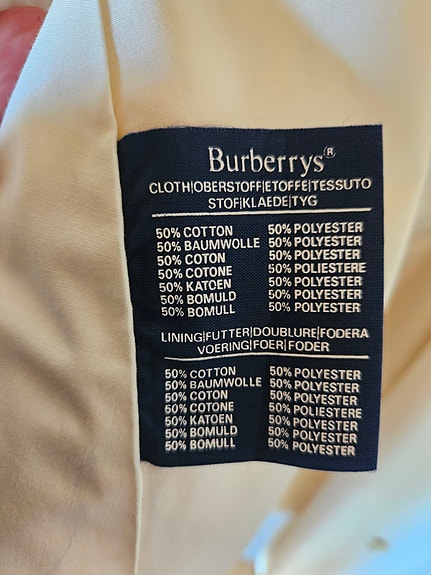 Burberrys®
CLOTH|OBERSTOFF|ETOFFE|TESSUTO
STOF|KLAEDE|TYG
50% COTTON 50% POLYESTER
50% BAUMWOLLE 50% POLYESTER
50% COTON 50% POLYESTER
50% COTONE 50% POLIESTERE
50% KATOEN 50% POLYESTER
50% BOMULD 50% POLYESTER
50% BOMULL 50% POLYESTER
LINING|FUTTER|DOUBLURE|FODERA
VOERING|FOER|FODER
50% COTTON 50% POLYESTER
50% BAUMWOLLE 50% POLYESTER
50% COTON 50% POLYESTER
50% COTONE 50% POLIESTERE
50% KATOEN 50% POLYESTER
50% BOMULD 50% POLYESTER
50% BOMULL 50% POLYESTER